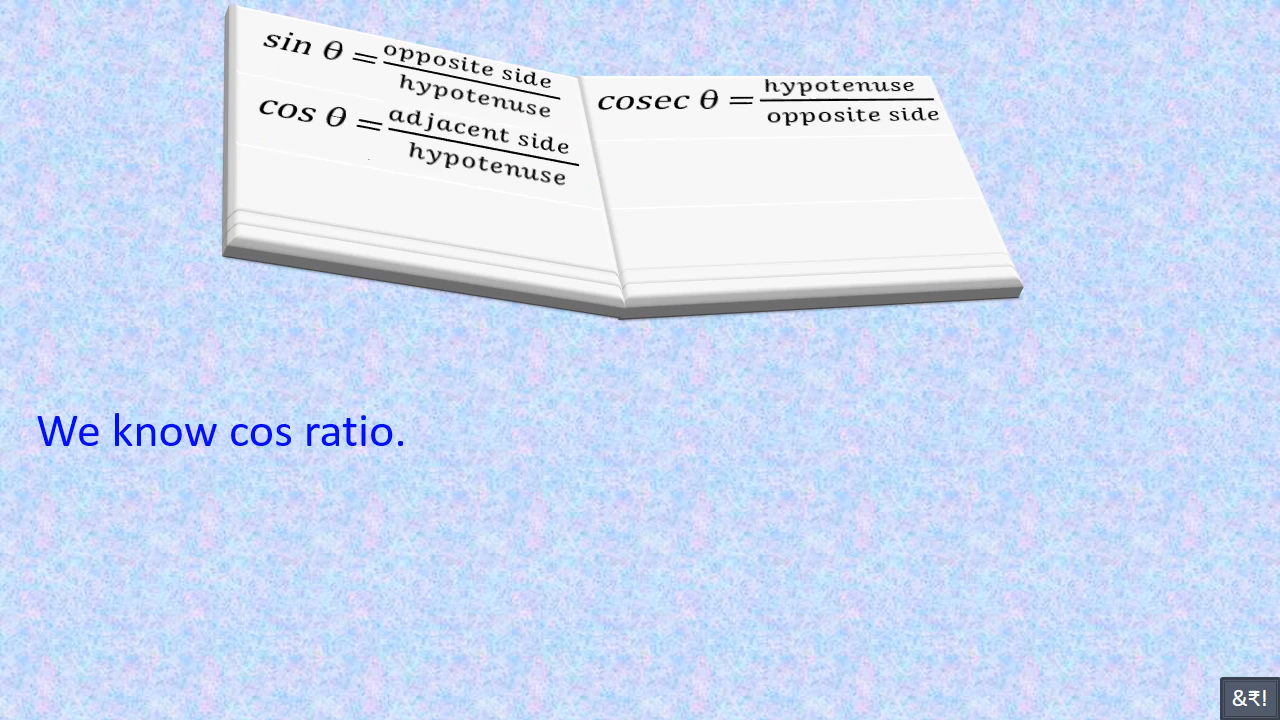 sin θ = opposite side / hypotenuse
cos θ = adjacent side / hypotenuse
cosec θ = hypotenuse / opposite side
We know cos ratio.
&₹!